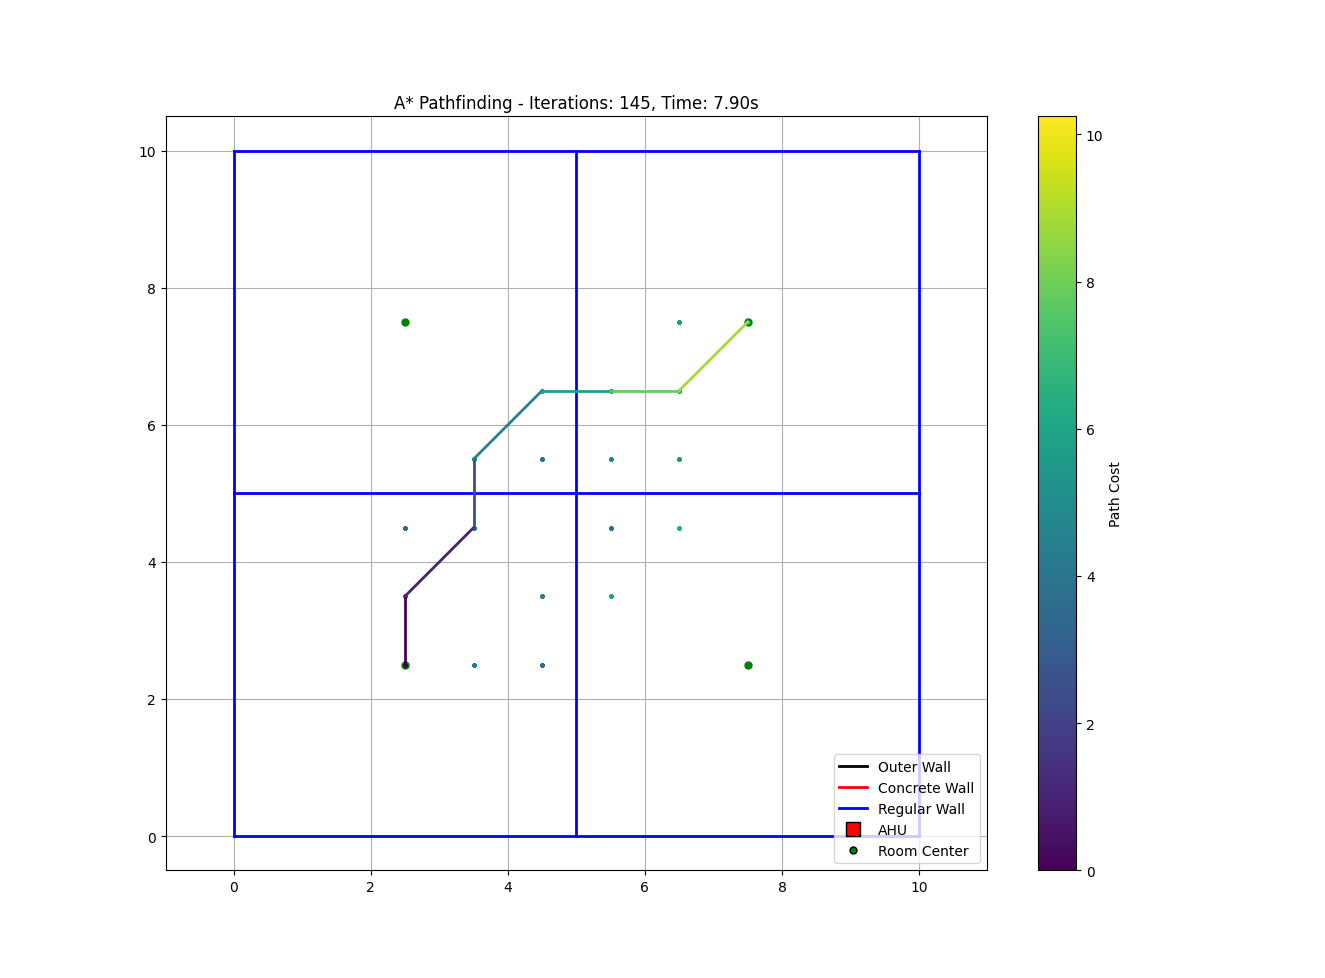 A* Pathfinding - Iterations: 145, Time: 7.90s
10
8
6
4
2
0
0 2 4 6 8 10
Outer Wall
Concrete Wall
Regular Wall
AHU
Room Center
10
8
6
4
2
0
Path Cost